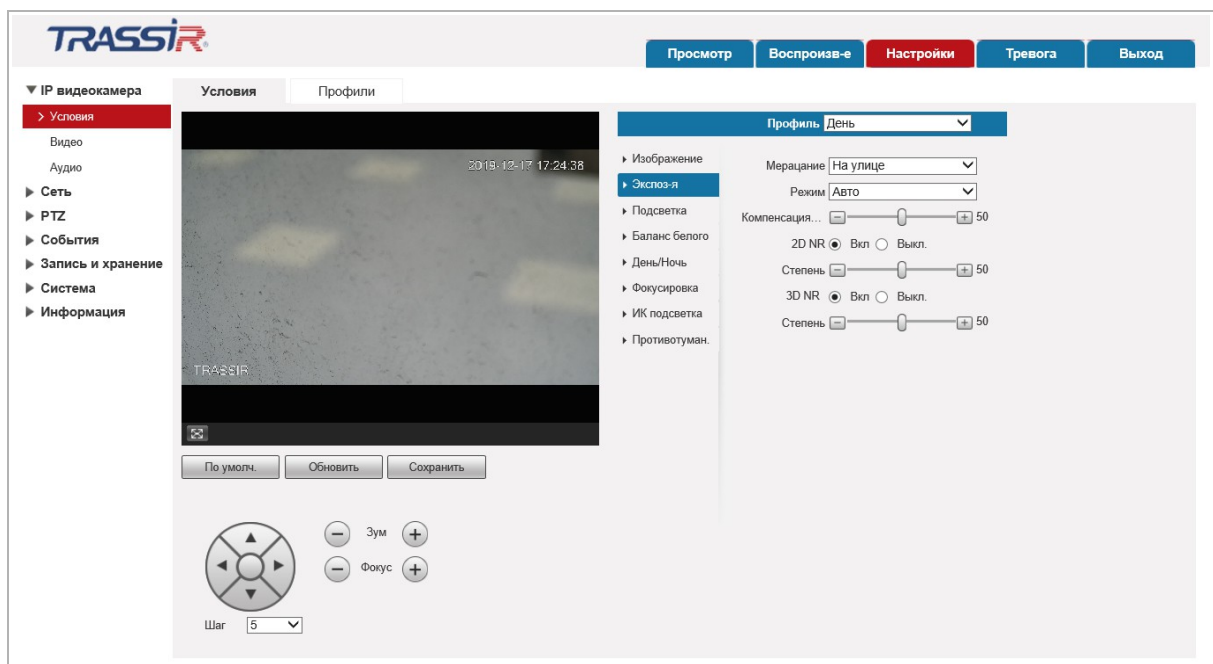 TRASSIR
Просмотр Воспроизв-е Настройки Тревога Выход
IP видеокамера
Условия
Видео
Аудио
Сеть
PTZ
События
Запись и хранение
Система
Информация
Условия Профили
2019-12-17 17:24:38
TRASSIR
По умолч. Обновить Сохранить
Зум
Фокус
Шаг 5
Профиль День
Изображение
Экспоз-я
Подсветка
Баланс белого
День/Ночь
Фокусировка
ИК подсветка
Противотуман.
Мерацание На улице
Режим Авто
Компенсация... 50
2D NR Вкл Выкл.
Степень 50
3D NR Вкл Выкл.
Степень 50